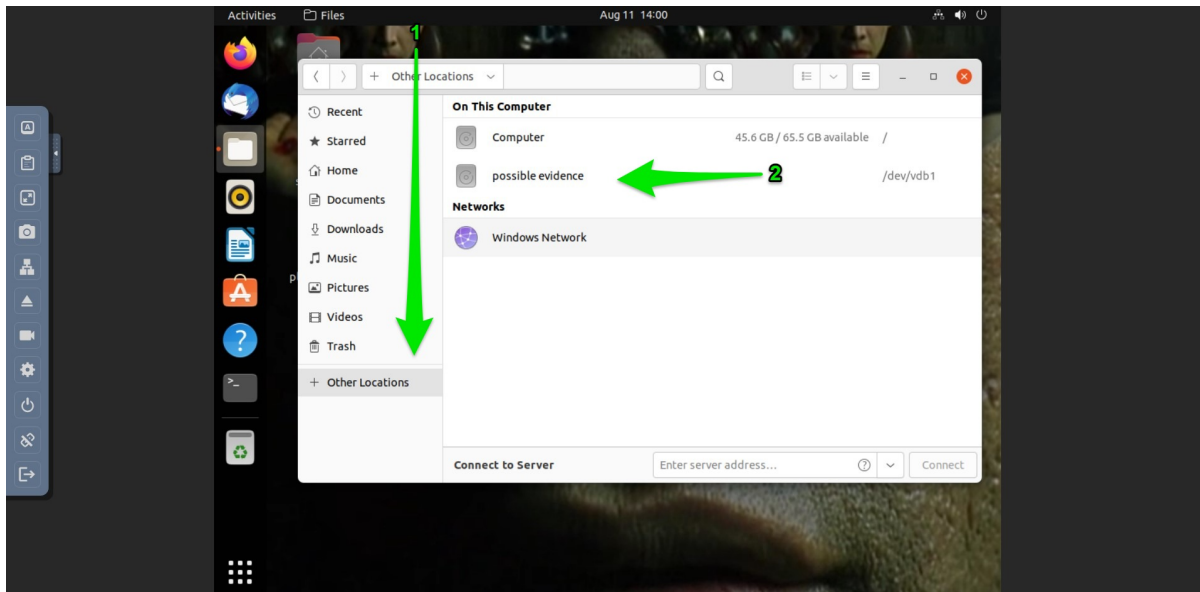 Activities Files Aug 11 14:00
1
Other Locations
Recent
Starred
Home
Documents
Downloads
Music
Pictures
Videos
Trash
Other Locations
On This Computer
Computer 45.6 GB / 65.5 GB available /
possible evidence 2 /dev/vdb1
Networks
Windows Network
Connect to Server Enter server address... Connect